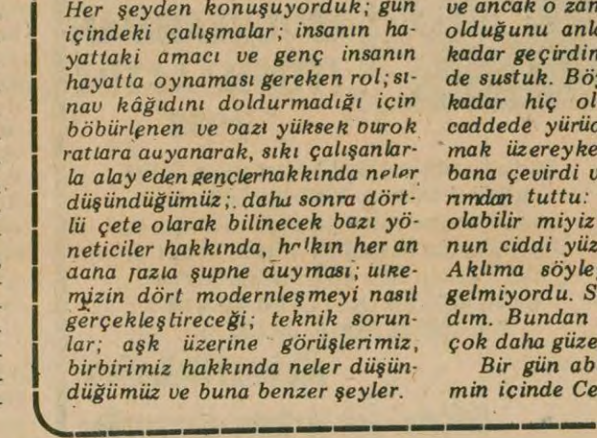 Her şeyden konuşuyorduk; gün
içindeki çalışmalar; insanın ha-
yattaki amacı ve genç insanın
hayatta oynaması gereken rol; sı-
nav kâğıdını doldurmadığı için
böbürlenen ve bazı yüksek burok
ratlara dayanarak, sıkı çalışanlar-
la alay eden gençlerhakkında neler
düşündüğümüz; daha sonra dört-
lü çete olarak bilinecek bazı yö-
neticiler hakkında, halkın her an
daha fazla şüphe duyması; ülke-
mizin dört modernleşmeyi nasıl
gerçekleştireceği; teknik sorun-
lar; aşk üzerine görüşlerimiz,
birbirimiz hakkında neler düşün-
düğümüz ve buna benzer şeyler.
ve ancak o zan
olduğunu anl
kadar geçirdin
de sustuk. Böy
kadar hiç ol
caddede yürüd
mak üzereyke
bana çevirdi v
rımdan tuttu:
olabilir miyiz
nun ciddi yüz
Aklıma söyle
gelmiyordu. S
dım. Bundan
çok daha güze
Bir gün ab
min içinde Ce